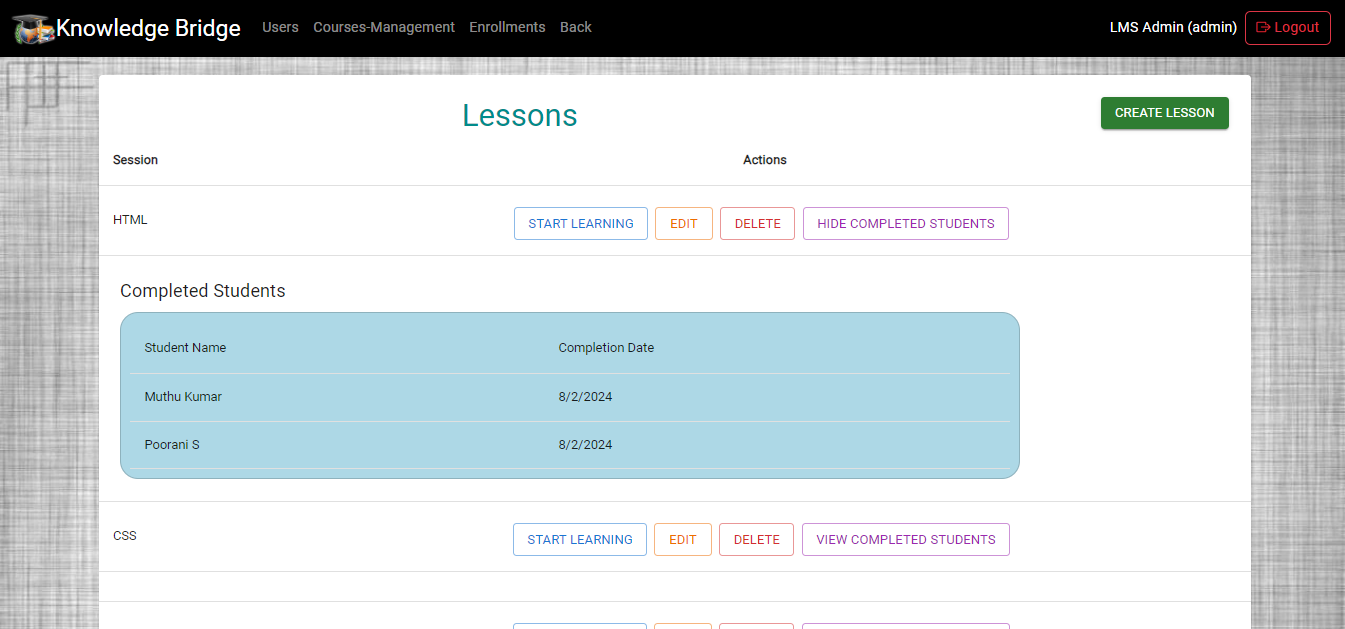 Knowledge Bridge Users Courses-Management Enrollments Back LMS Admin (admin) Logout
Lessons CREATE LESSON
Session Actions
HTML START LEARNING EDIT DELETE HIDE COMPLETED STUDENTS
Completed Students
Student Name Completion Date
Muthu Kumar 8/2/2024
Poorani S 8/2/2024
CSS START LEARNING EDIT DELETE VIEW COMPLETED STUDENTS